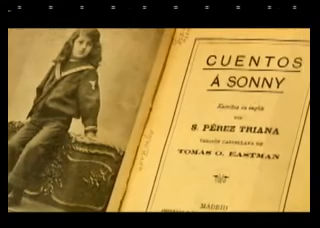 CUENTOS
Á SONNY
Escritos en inglés
POR
S. PÉREZ TRIANA
VERSIÓN CASTELLANA DE
TOMÁS O. EASTMAN
MADRID